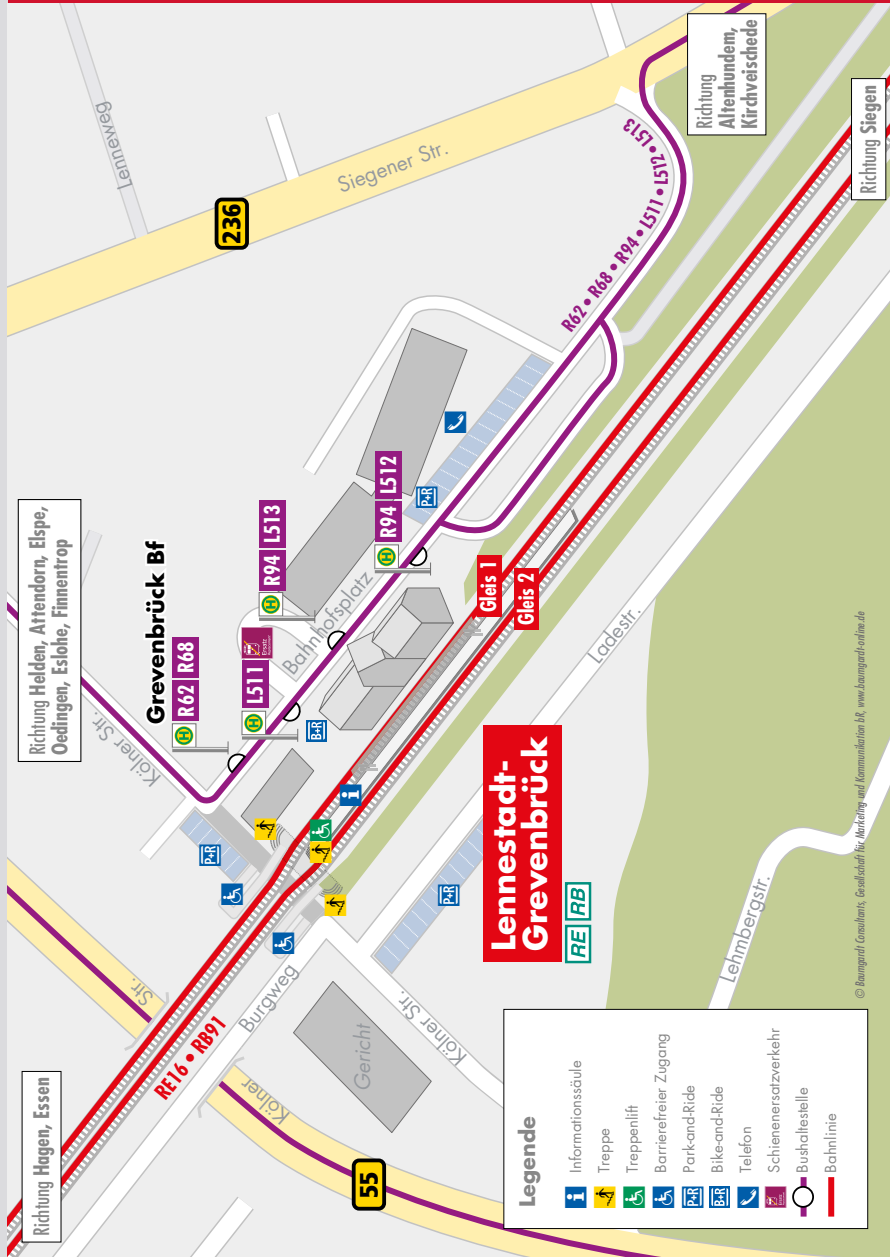 Richtung Hagen, Essen
Richtung Helden, Attendorn, Elspe,
Oedingen, Eslohe, Finnentrop
Richtung
Altenhundem,
Kirchveischede
Richtung Siegen
Lenneweg
236
Siegener Str.
Kölner Str.
Grevenbrück Bf
H R62 R68
H L511
Ersatz
H R94 L513
H R94 L512
Bahnhofsplatz
R62 • R68 • R94 • L511 • L512 • L513
P+R
B+R
P+R
i
Gleis 1
Gleis 2
Str.
RE16 • RB91
Burgweg
Kölner
55
Gericht
Kölner Str.
P+R
Ladestr.
Lennestadt-
Grevenbrück
RE RB
Lehmbergstr.
Legende
i Informationssäule
Treppe
Treppenlift
Barrierefreier Zugang
P+R Park-and-Ride
B+R Bike-and-Ride
Telefon
Schienenersatzverkehr
Bushaltestelle
Bahnlinie
© Baumgardt Consultants, Gesellschaft für Marketing und Kommunikation bR, www.baumgardt-online.de